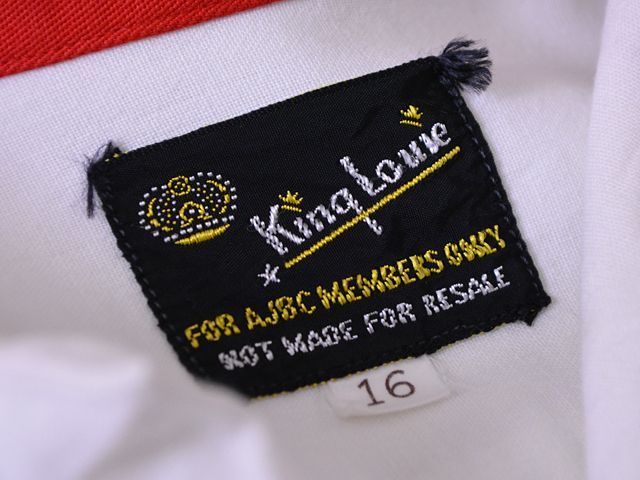 King Louie
FOR AJBC MEMBERS ONLY
NOT MADE FOR RESALE
16